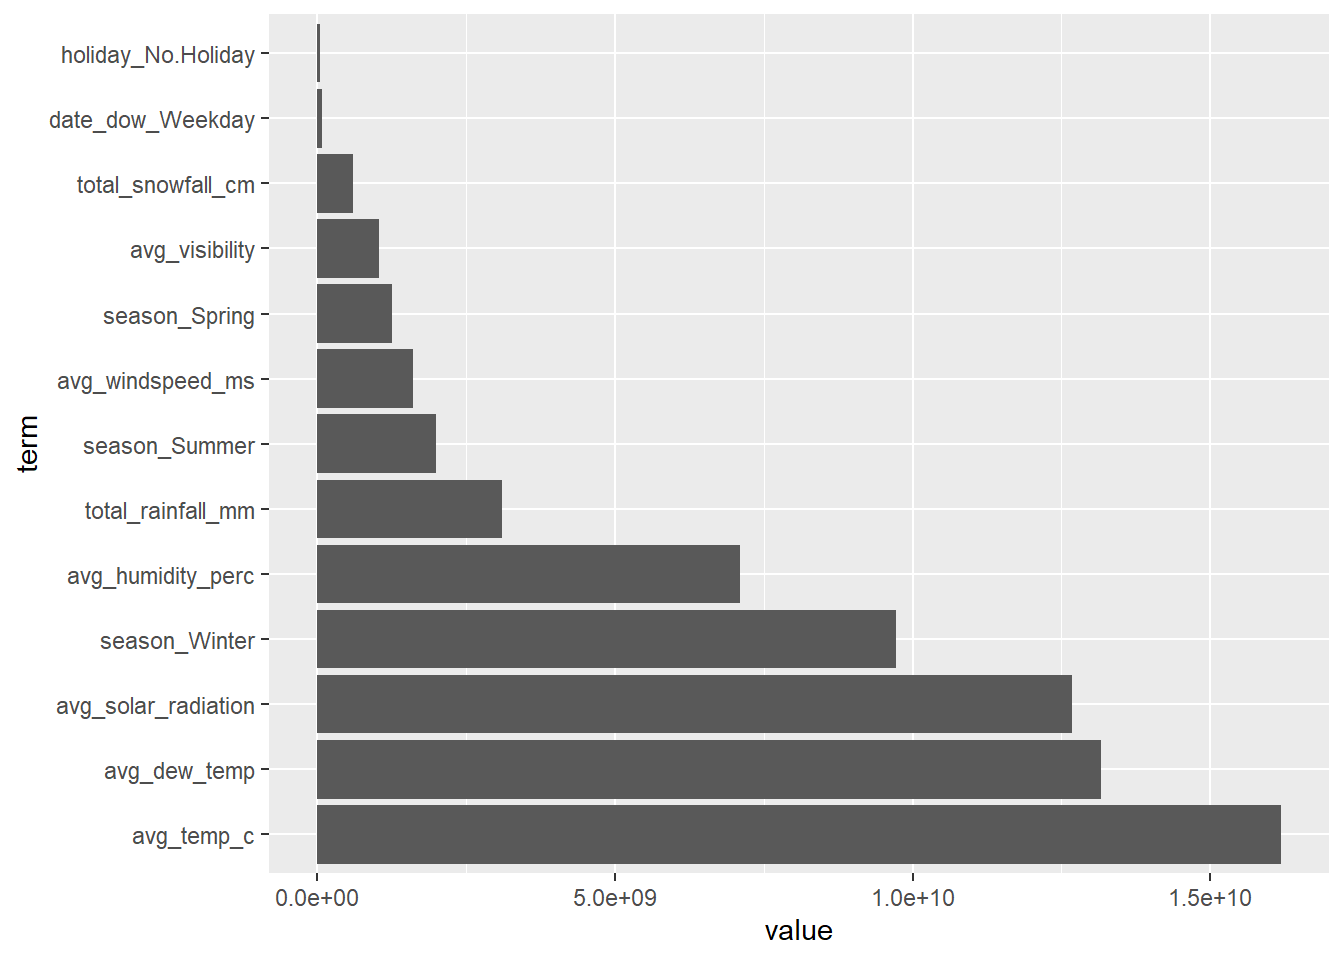 holiday_No.Holiday
date_dow_Weekday
total_snowfall_cm
avg_visibility
season_Spring
avg_windspeed_ms
season_Summer
total_rainfall_mm
avg_humidity_perc
season_Winter
avg_solar_radiation
avg_dew_temp
avg_temp_c
term
0.0e+00 5.0e+09 1.0e+10 1.5e+10
value